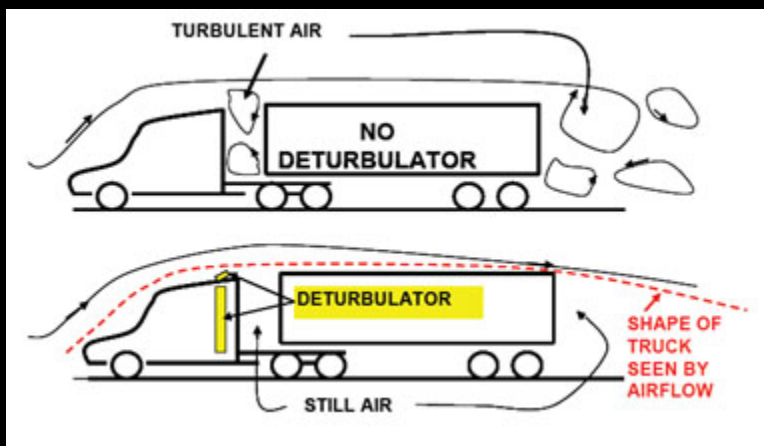 TURBULENT AIR
NO
DETURBULATOR
DETURBULATOR
SHAPE OF
TRUCK
SEEN BY
AIRFLOW
STILL AIR